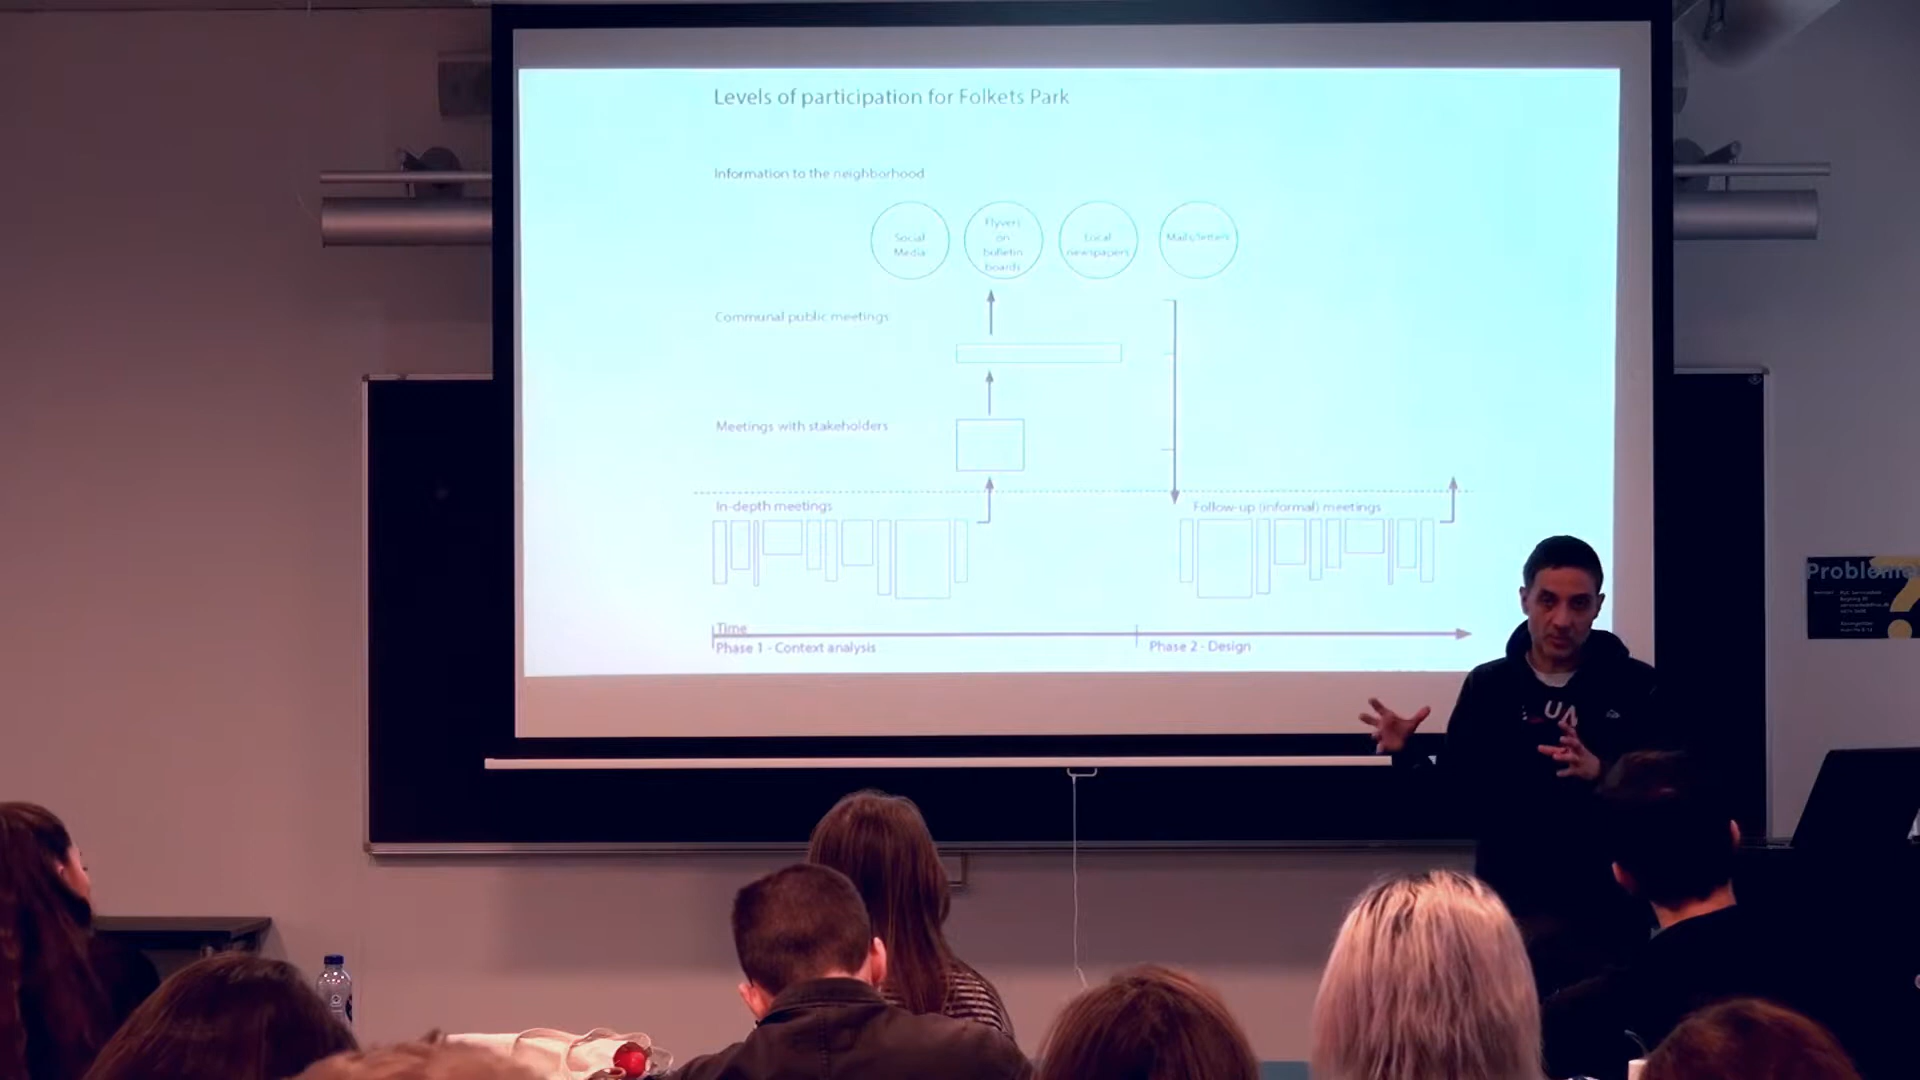 Levels of participation for Folkets Park
Information to the neighborhood
Social
Media
Flyers
on
bulletin
boards
Local
newspapers
Mails/letters
Communal public meetings
Meetings with stakeholders
In-depth meetings
Follow-up (informal) meetings
Time
Phase 1 - Context analysis
Phase 2 - Design
UN
Probleme
?